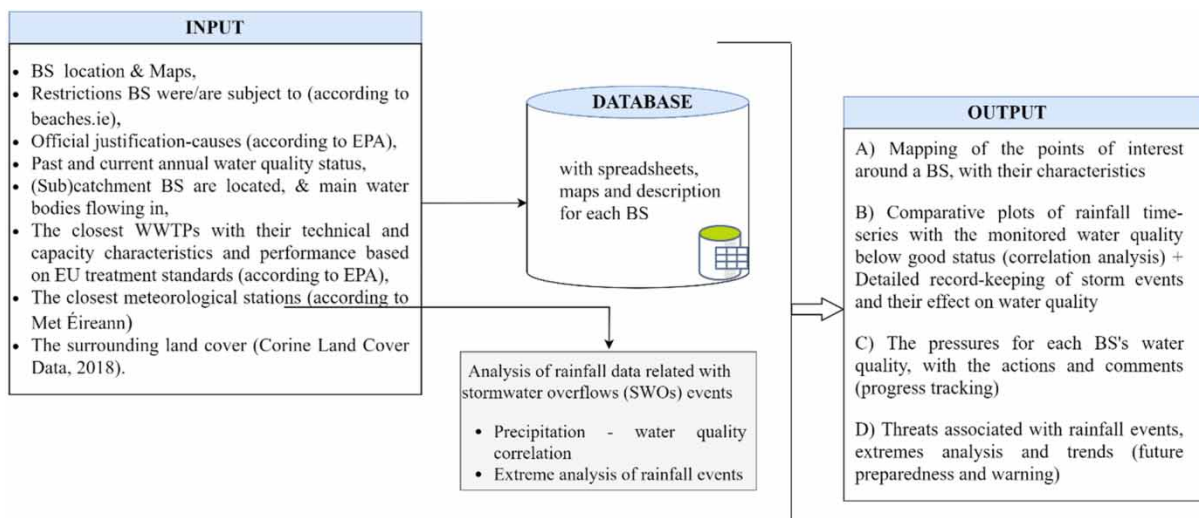 INPUT
• BS location & Maps,
• Restrictions BS were/are subject to (according to
beaches.ie),
• Official justification-causes (according to EPA),
• Past and current annual water quality status,
• (Sub)catchment BS are located, & main water
bodies flowing in,
• The closest WWTPs with their technical and
capacity characteristics and performance based
on EU treatment standards (according to EPA),
• The closest meteorological stations (according to
Met Éireann)
• The surrounding land cover (Corine Land Cover
Data, 2018).
DATABASE
with spreadsheets,
maps and description
for each BS
Analysis of rainfall data related with
stormwater overflows (SWOs) events
• Precipitation - water quality
correlation
• Extreme analysis of rainfall events
OUTPUT
A) Mapping of the points of interest
around a BS, with their characteristics
B) Comparative plots of rainfall time-
series with the monitored water quality
below good status (correlation analysis) +
Detailed record-keeping of storm events
and their effect on water quality
C) The pressures for each BS's water
quality, with the actions and comments
(progress tracking)
D) Threats associated with rainfall events,
extremes analysis and trends (future
preparedness and warning)